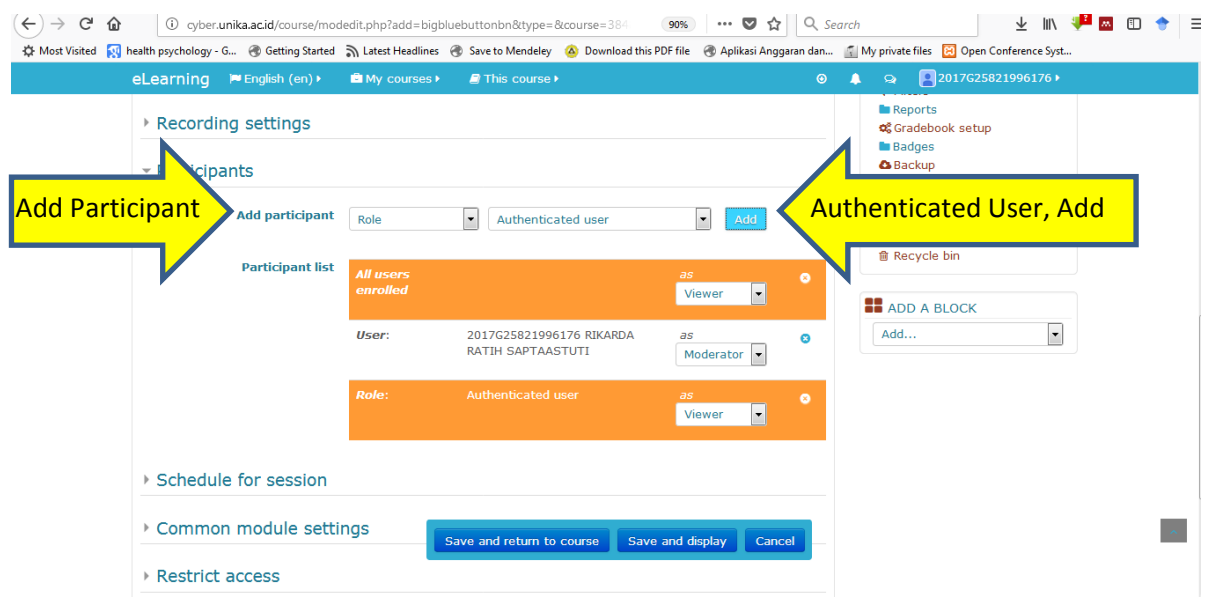 cyber.unika.ac.id/course/modedit.php?add=bigbluebuttonbn&type=&course=384
90%
Search
Most Visited health psychology - G... Getting Started Latest Headlines Save to Mendeley Download this PDF file Aplikasi Anggaran dan... My private files Open Conference Syst...
eLearning English (en) My courses This course 2017G25821996176
Recording settings
Participants
Add Participant
Add participant Role Authenticated user Add
Authenticated User, Add
Participant list
All users enrolled as Viewer
User: 2017G25821996176 RIKARDA as
RATIH SAPTAASTUTI Moderator
Role: Authenticated user as
Viewer
Schedule for session
Common module settings
Save and return to course Save and display Cancel
Restrict access
Reports
Gradebook setup
Badges
Backup
Recycle bin
ADD A BLOCK
Add...